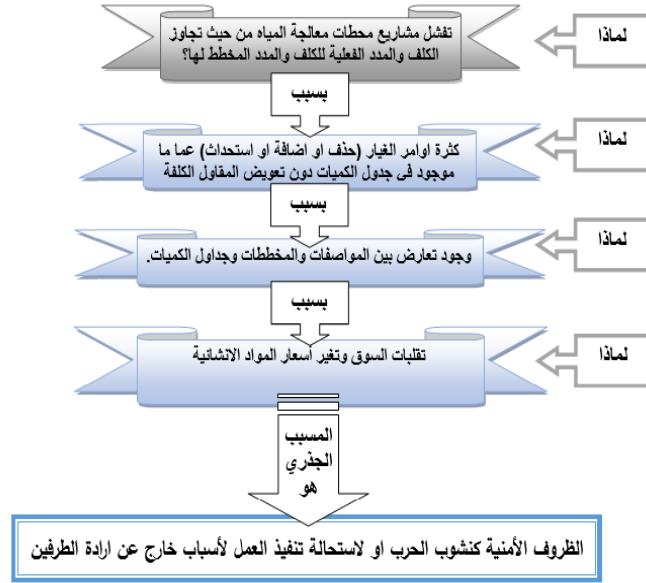 لماذا
تفشل مشاريع محطات معالجة المياه من حيث تجاوز
الكلف والمدد الفعلية للكلف والمدد المخطط لها؟
بسبب
لماذا
كثرة اوامر الغيار (حذف او اضافة او استحداث) عما ما
موجود في جدول الكميات دون تعويض المقاول الكلفة
بسبب
لماذا
وجود تعارض بين المواصفات والمخططات وجداول الكميات.
بسبب
لماذا
تقلبات السوق وتغير أسعار المواد الانشائية
المسبب
الجذري
هو
الظروف الأمنية كنشوب الحرب او لاستحالة تنفيذ العمل لأسباب خارج عن ارادة الطرفين